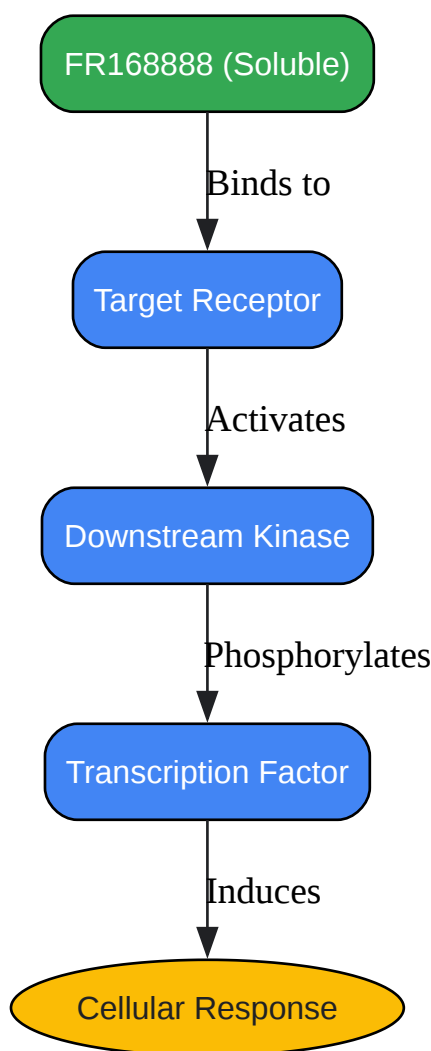 FR168888 (Soluble)
Binds to
Target Receptor
Activates
Downstream Kinase
Phosphorylates
Transcription Factor
Induces
Cellular Response